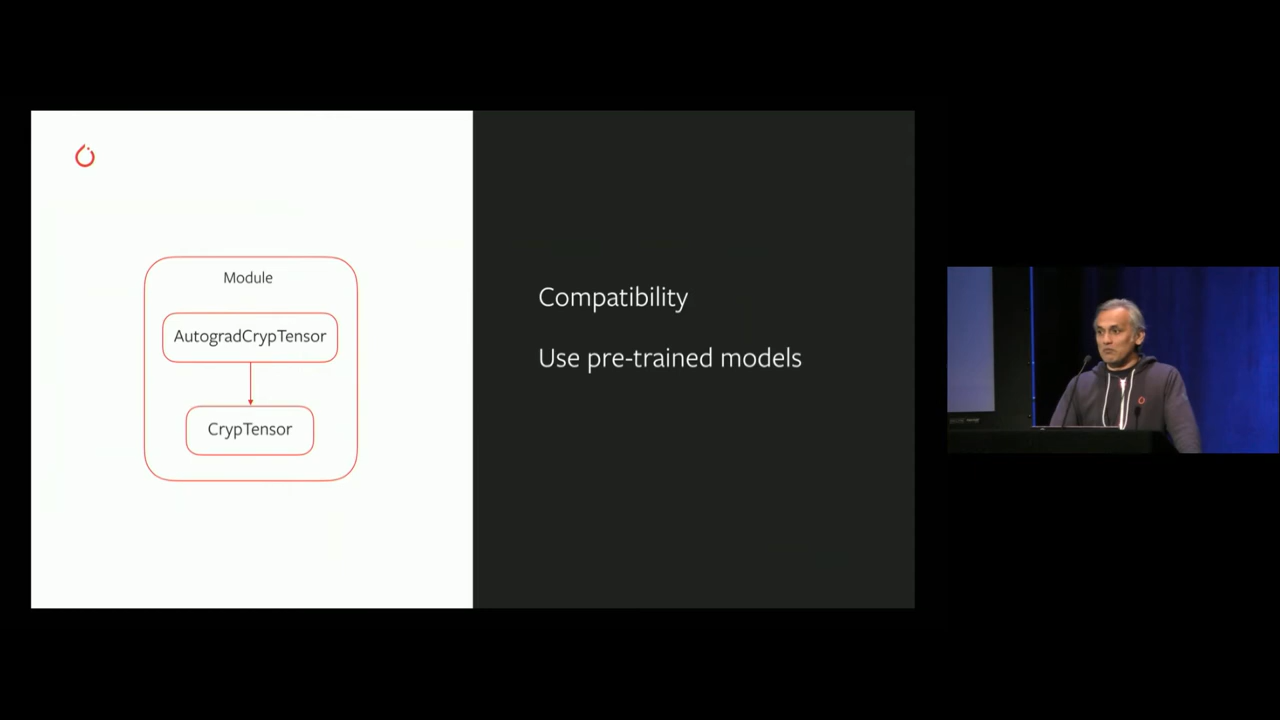 Module
AutogradCrypTensor
CrypTensor
Compatibility
Use pre-trained models